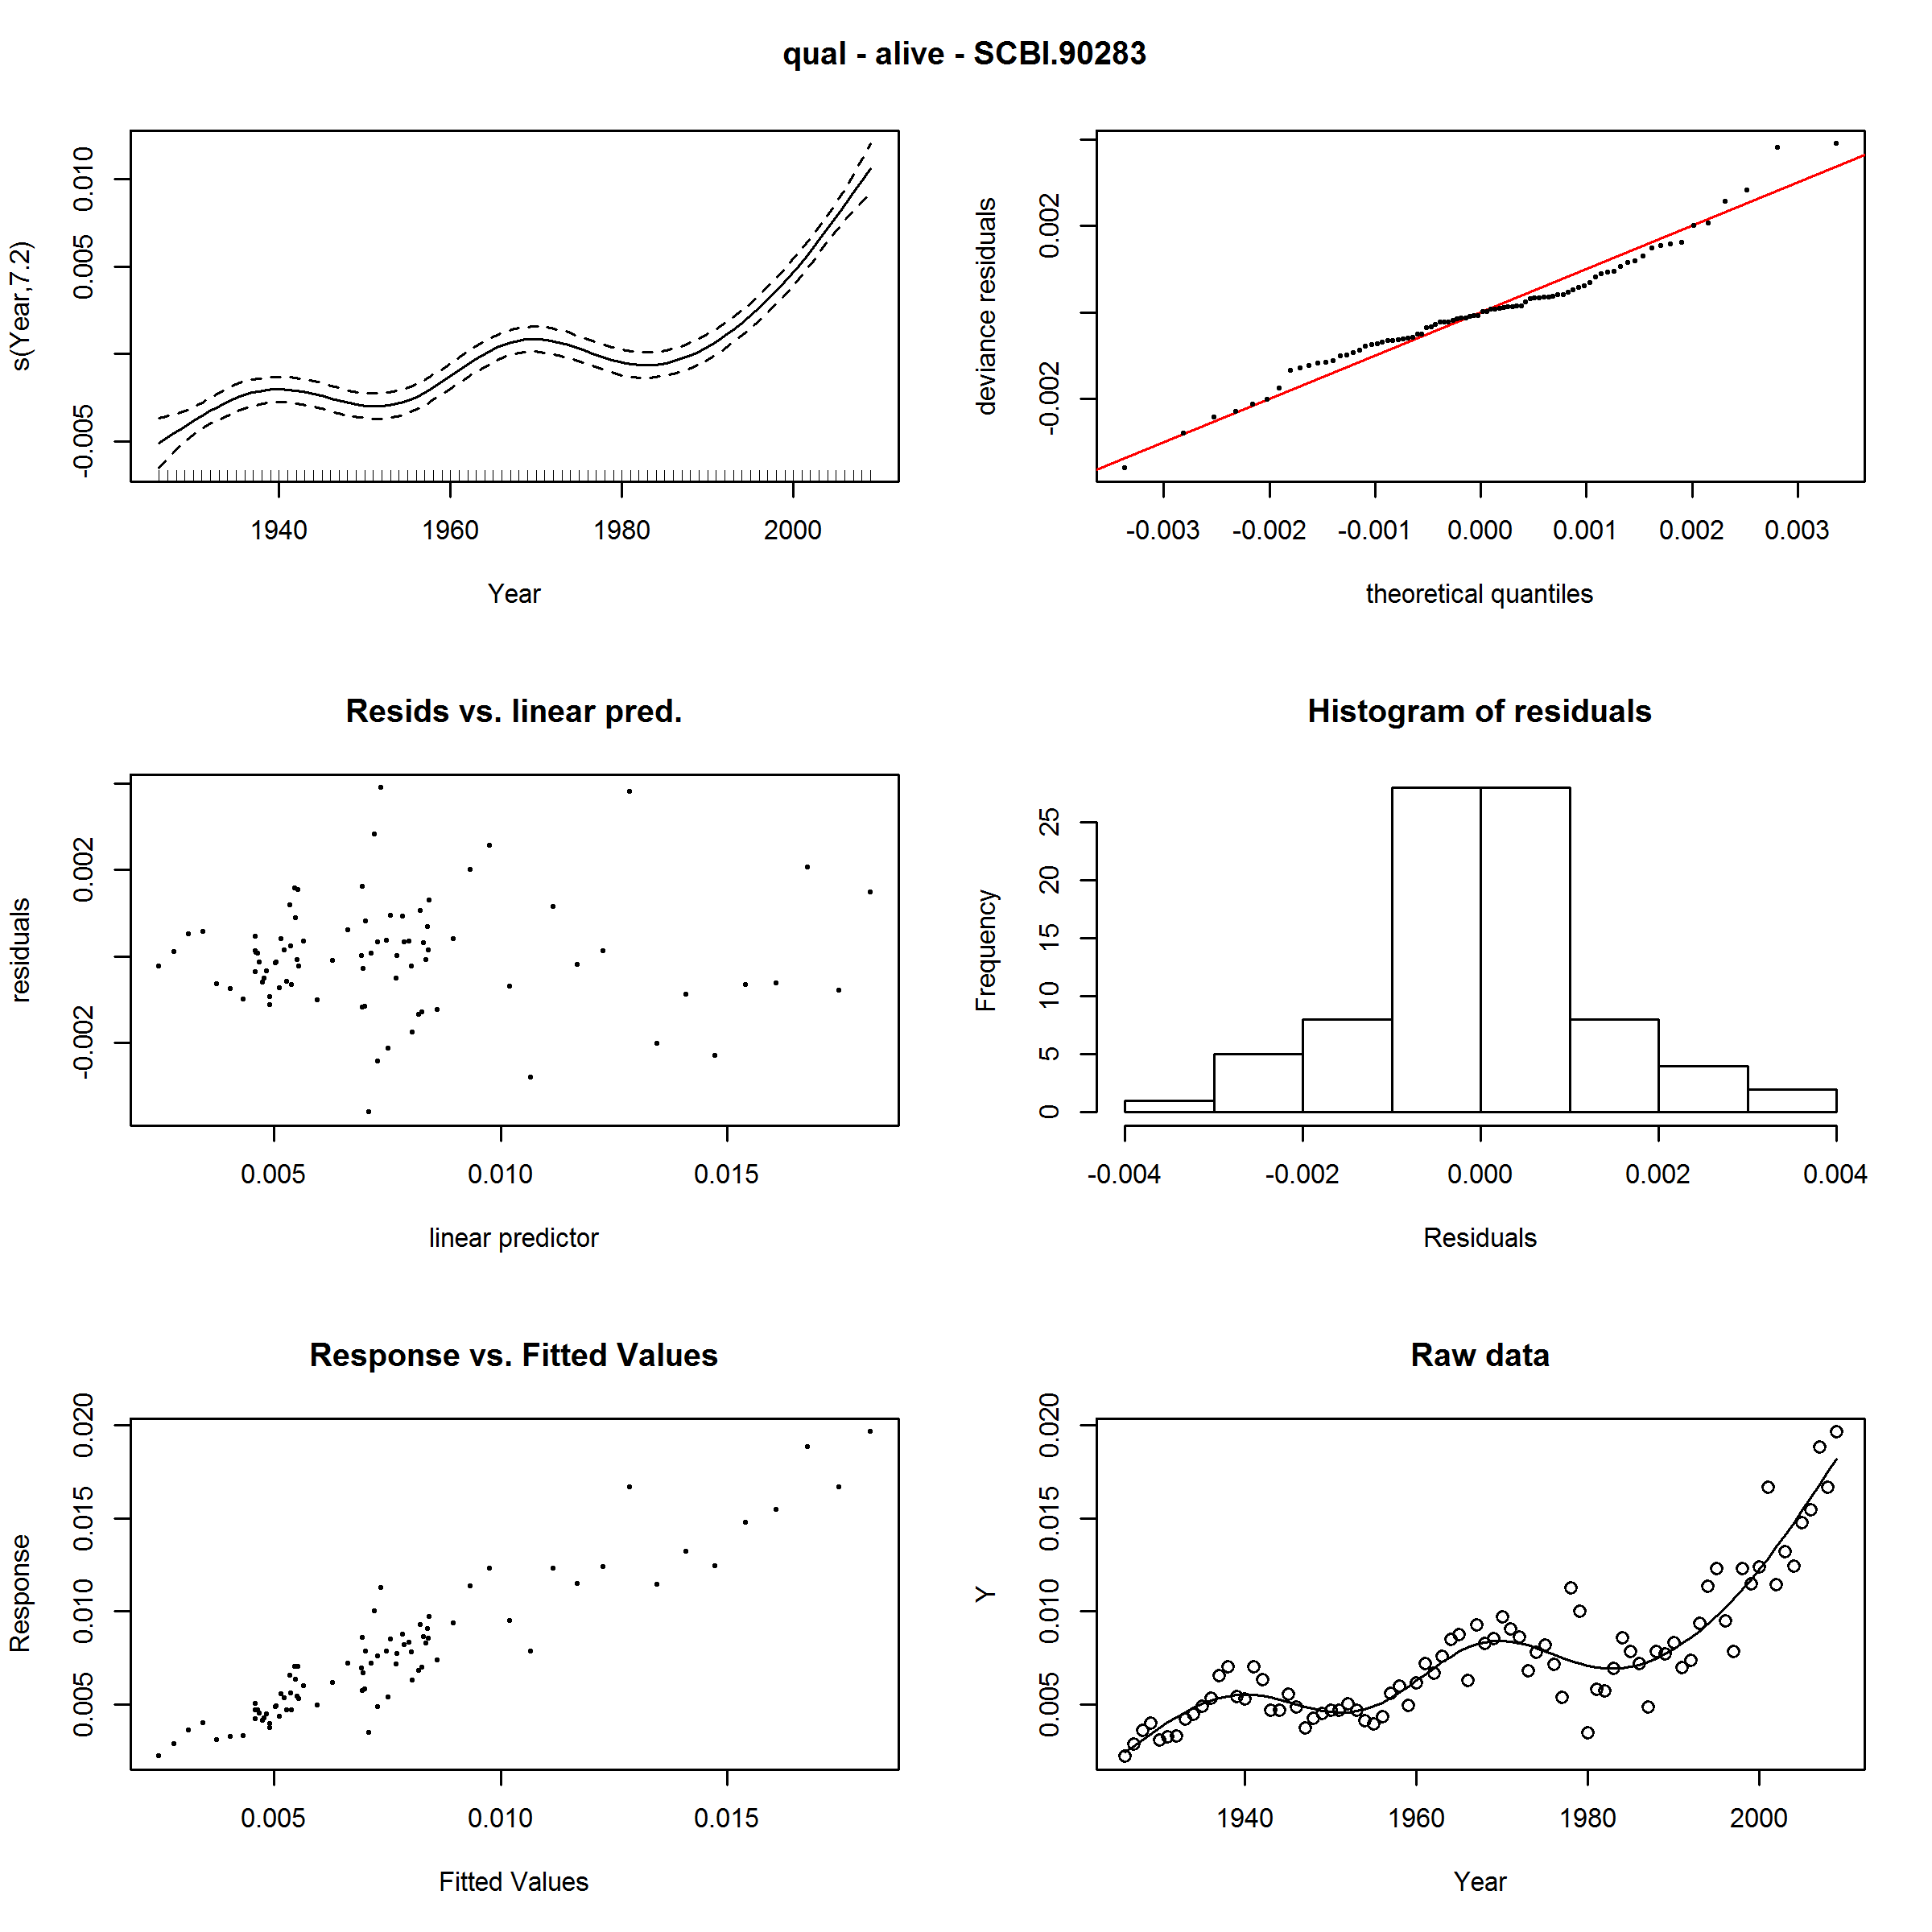 qual - alive - SCBI.90283
s(Year,7.2)
-0.005 0.005 0.010
1940 1960 1980 2000
Year
deviance residuals
-0.002 0.002
-0.003 -0.002 -0.001 0.000 0.001 0.002 0.003
theoretical quantiles
Resids vs. linear pred.
residuals
-0.002 0.002
0.005 0.010 0.015
linear predictor
Histogram of residuals
Frequency
0 5 10 15 20 25
-0.004 -0.002 0.000 0.002 0.004
Residuals
Response vs. Fitted Values
Response
0.005 0.010 0.015 0.020
0.005 0.010 0.015
Fitted Values
Raw data
Y
0.005 0.010 0.015 0.020
1940 1960 1980 2000
Year